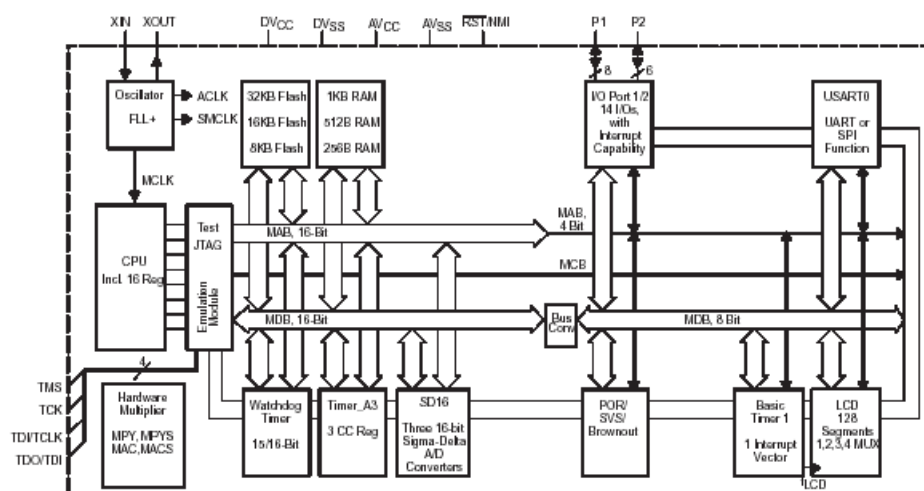 XIN
XOUT
DVCC
DVSS
AVCC
AVSS
RST/NMI
P1
P2
8
6
Oscillator
FLL+
ACLK
SMCLK
32KB Flash
16KB Flash
8KB Flash
1KB RAM
512B RAM
256B RAM
I/O Port 1/2
14 I/Os,
with
Interrupt
Capability
USART0
UART or
SPI
Function
MCLK
CPU
Incl. 16 Reg
Test
JTAG
Emulation
Module
MAB, 16-Bit
MAB,
4 Bit
MCB
MDB, 16-Bit
Bus
Conv
MDB, 8 Bit
4
TMS
TCK
TDI/TCLK
TDO/TDI
Hardware
Multiplier
MPY, MPYS
MAC,MACS
Watchdog
Timer
15/16-Bit
Timer_A3
3 CC Reg
SD16
Three 16-bit
Sigma-Delta
A/D
Converters
POR/
SVS/
Brownout
Basic
Timer 1
1 Interrupt
Vector
LCD
128
Segments
1,2,3,4 MUX
fLCD